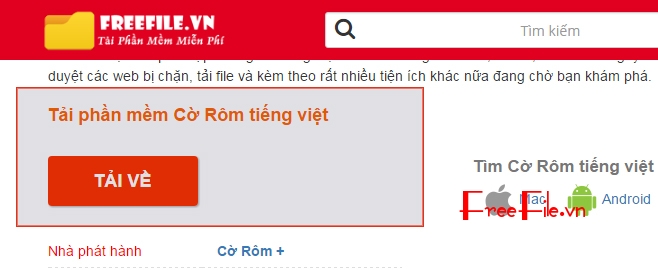 FREEFILE.VN
Tải Phần Mềm Miễn Phí
Tìm kiếm
duyệt các web bị chặn, tải file và kèm theo rất nhiều tiện ích khác nữa đang chờ bạn khám phá.
Tải phần mềm Cờ Rôm tiếng việt
TẢI VỀ
Tìm Cờ Rôm tiếng việt
Mac Android
FreeFile.vn
Nhà phát hành Cờ Rôm +